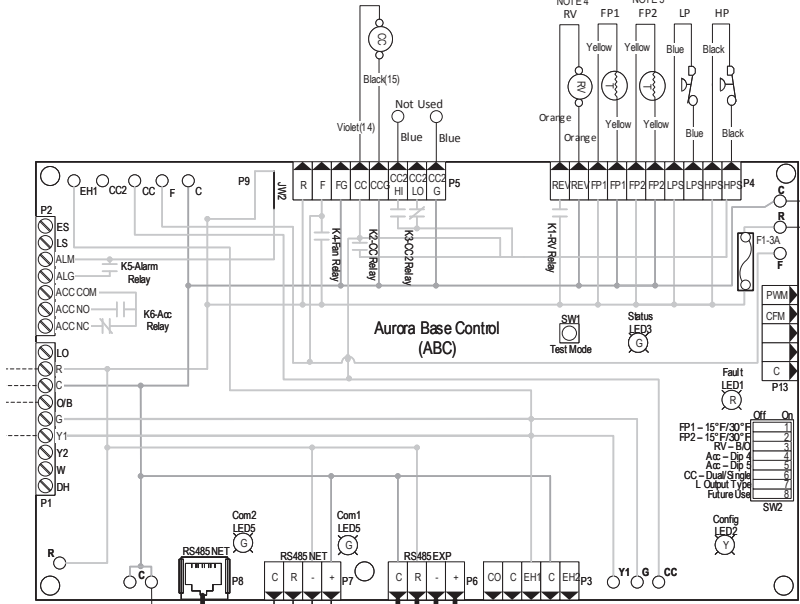 NOTE 4
RV FP1 FP2 LP HP
CC
Yellow Yellow Blue Black
Black(15)
RV T T
Not Used
Orange
Violet(14) Blue Blue Orange Yellow Yellow Blue Black
EH1 CC2 CC F C P9 JW2
R F FG CC CCG CC2 HI CC2 LO CC2 G P5
REV REV FP1 FP1 FP2 FP2 LPS LPS HPS HPS P4
C
R
F1-3A
F
P2
ES
LS
ALM
ALG
ACC COM
ACC NO
ACC NC
K5-Alarm
Relay
K6-Acc
Relay
K4-Fan Relay
K2-CC Relay
K3-CC2 Relay
K1-RV Relay
PWM
CFM
C
P13
Aurora Base Control
(ABC)
SW1
Test Mode
Status
LED3
G
Fault
LED1
R
LO
R
C
O/B
G
Y1
Y2
W
DH
P1
Off On
FP1 – 15°F/30°F 1
FP2 – 15°F/30°F 2
RV – B/O 3
Acc – Dip 4 4
Acc – Dip 5 5
CC – Dual/Single 6
L Output Type 7
Future Use 8
SW2
Config
LED2
Y
Com2
LED5
G
Com1
LED5
G
R
C
RS485 NET
P8
RS485 NET
C R - + P7
RS485 EXP
C R - + P6
CO C EH1 C EH2 P3
Y1 G CC